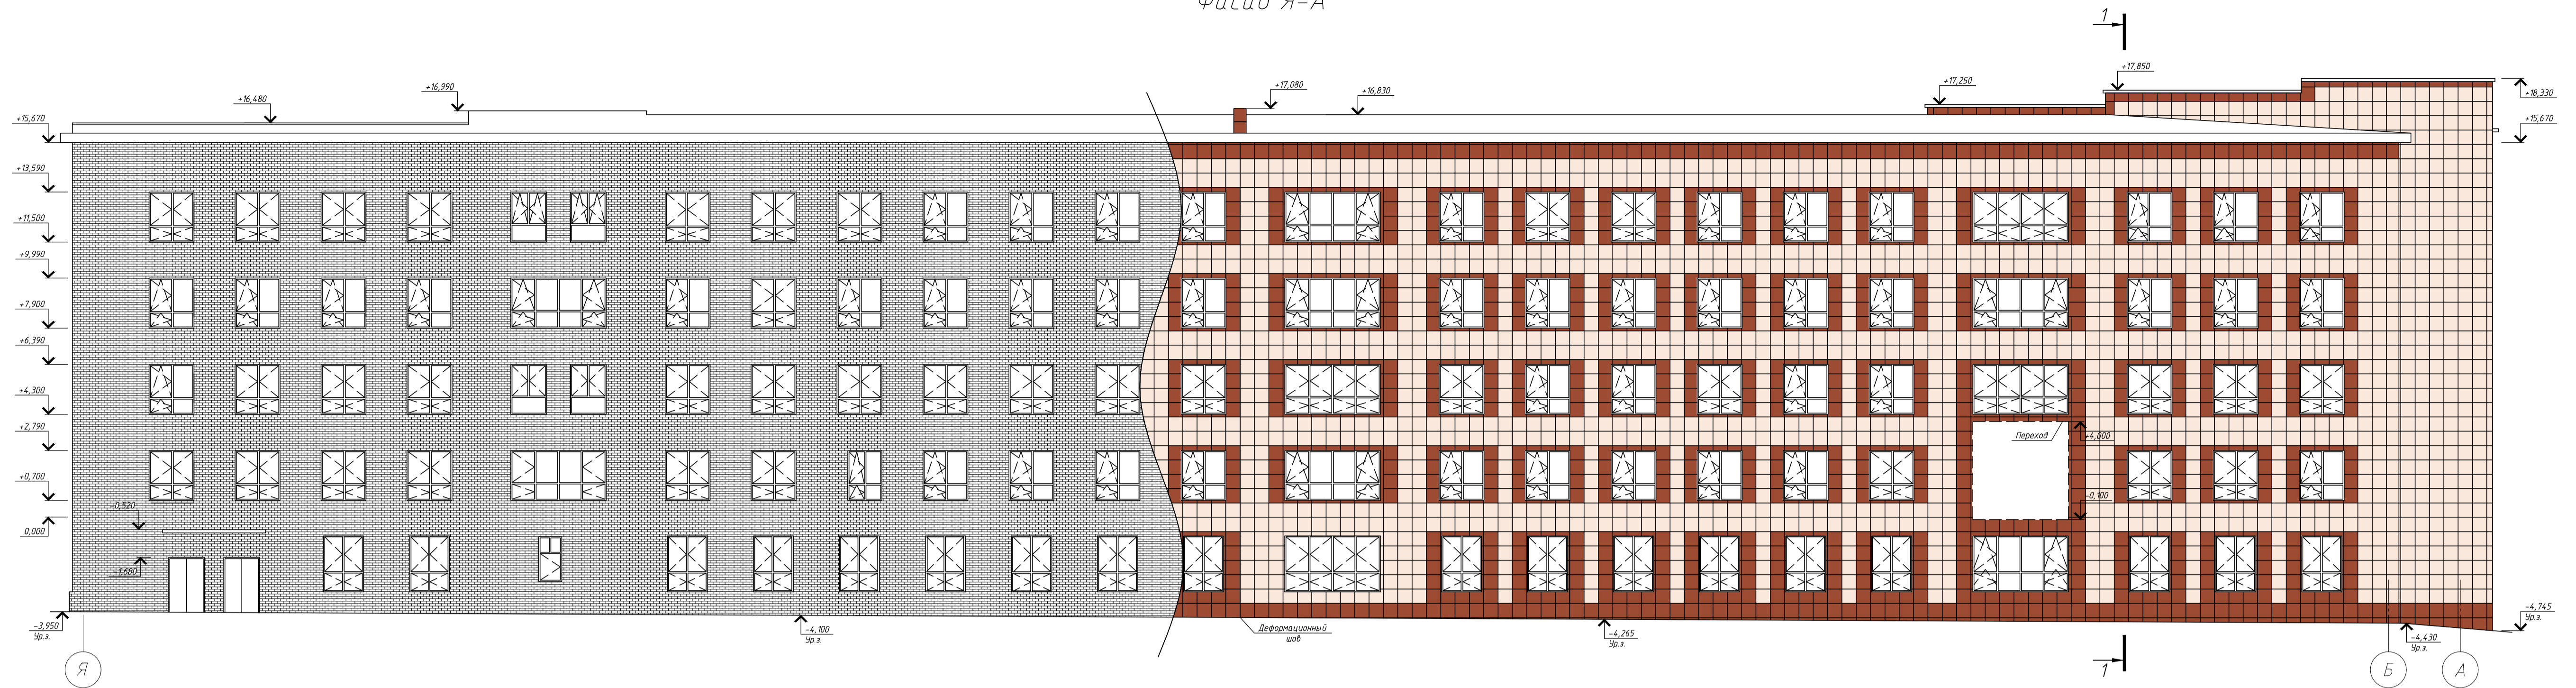 Фасад Я-А
1
+17,850
+17,250
+16,990
+17,080
+16,830
+16,480
+18,330
+15,670
+15,670
+13,590
+11,500
+9,990
+7,900
+6,390
+4,300
+2,790
+0,700
0,000
-0,520
-1,680
Переход
+4,000
-0,100
-3,950
Ур.з.
-4,100
Ур.з.
Деформационный
шов
-4,265
Ур.з.
-4,430
Ур.з.
-4,745
Ур.з.
1
Я
Б
А